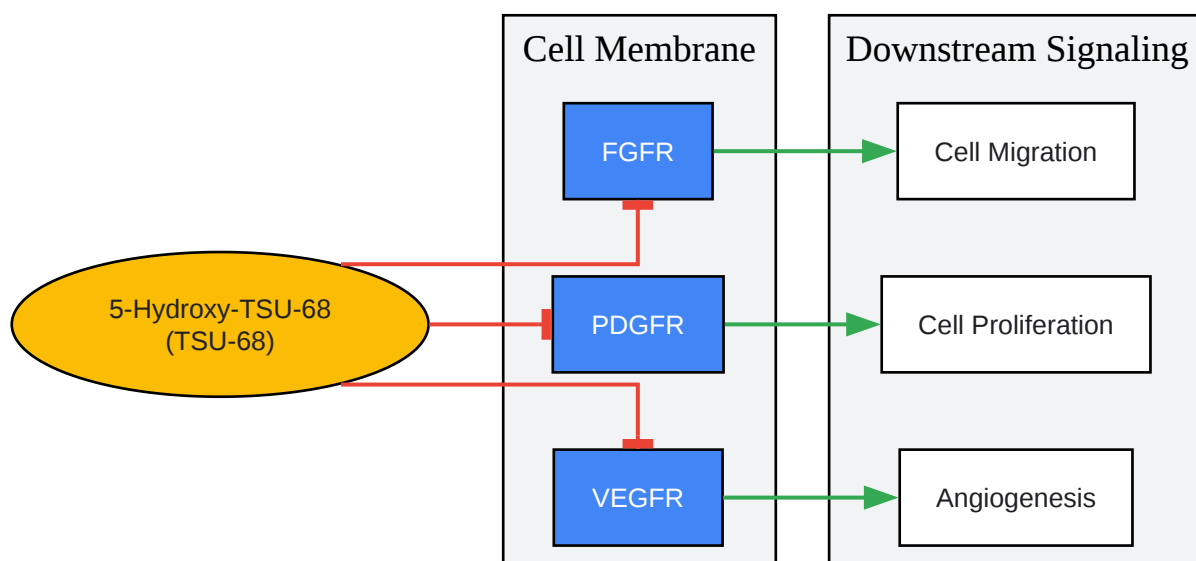 Cell Membrane
Downstream Signaling
FGFR
Cell Migration
5-Hydroxy-TSU-68
(TSU-68)
PDGFR
Cell Proliferation
VEGFR
Angiogenesis